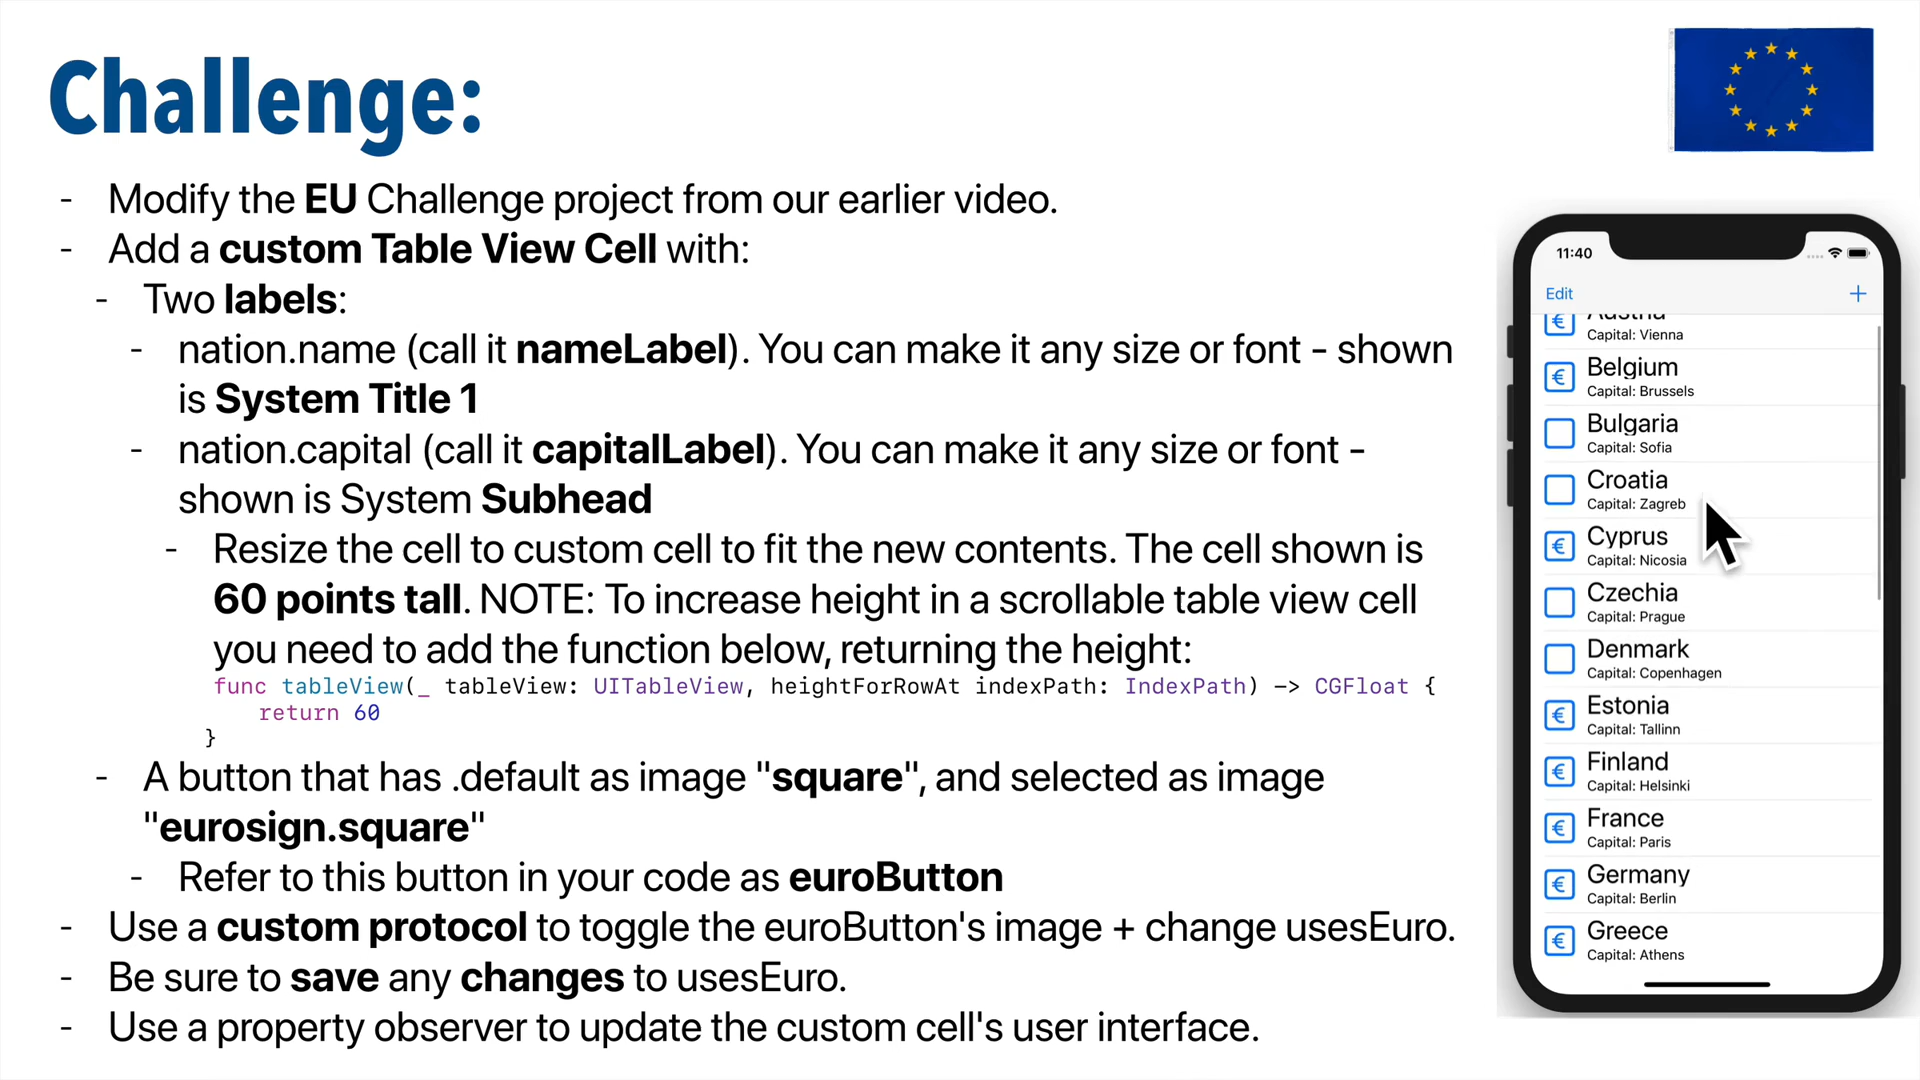 Challenge:
- Modify the EU Challenge project from our earlier video.
- Add a custom Table View Cell with:
- Two labels:
- nation.name (call it nameLabel). You can make it any size or font - shown
is System Title 1
- nation.capital (call it capitalLabel). You can make it any size or font -
shown is System Subhead
- Resize the cell to custom cell to fit the new contents. The cell shown is
60 points tall. NOTE: To increase height in a scrollable table view cell
you need to add the function below, returning the height:
func tableView(_ tableView: UITableView, heightForRowAt indexPath: IndexPath) -> CGFloat {
return 60
}
- A button that has .default as image "square", and selected as image
"eurosign.square"
- Refer to this button in your code as euroButton
- Use a custom protocol to toggle the euroButton's image + change usesEuro.
- Be sure to save any changes to usesEuro.
- Use a property observer to update the custom cell's user interface.
11:40
Edit +
Austria
Capital: Vienna
€ Belgium
Capital: Brussels
Bulgaria
Capital: Sofia
Croatia
Capital: Zagreb
€ Cyprus
Capital: Nicosia
Czechia
Capital: Prague
Denmark
Capital: Copenhagen
€ Estonia
Capital: Tallinn
€ Finland
Capital: Helsinki
€ France
Capital: Paris
€ Germany
Capital: Berlin
€ Greece
Capital: Athens